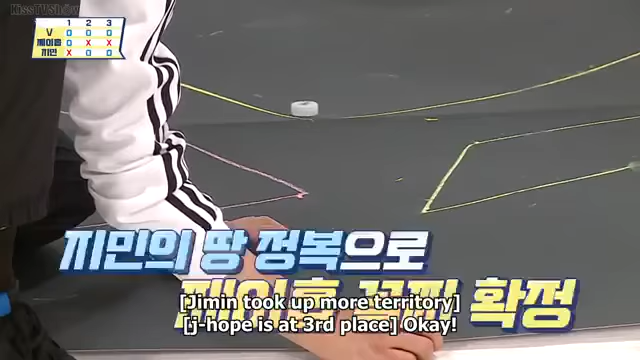 KissTVShow
1 2 3
V O O O
제이홉 O X X
지민 X O O
지민의 땅 정복으로
제이홉 꼴찌 확정
[Jimin took up more territory]
[j-hope is at 3rd place] Okay!